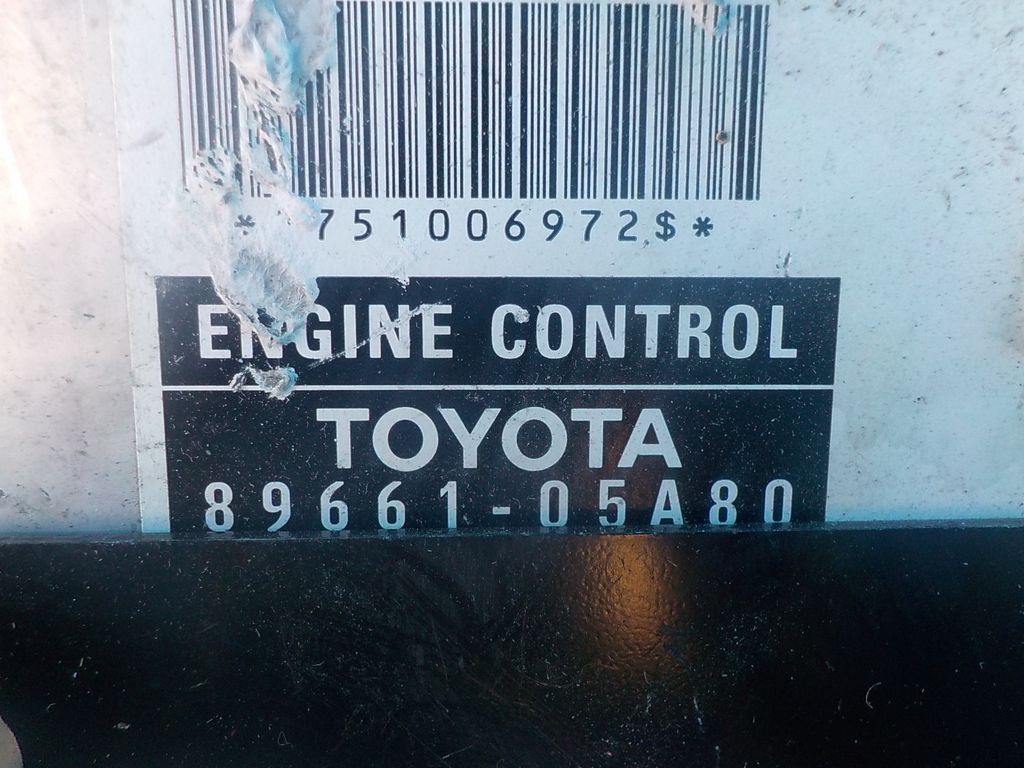 * 751006972$*
ENGINE CONTROL
TOYOTA
89661-05A80